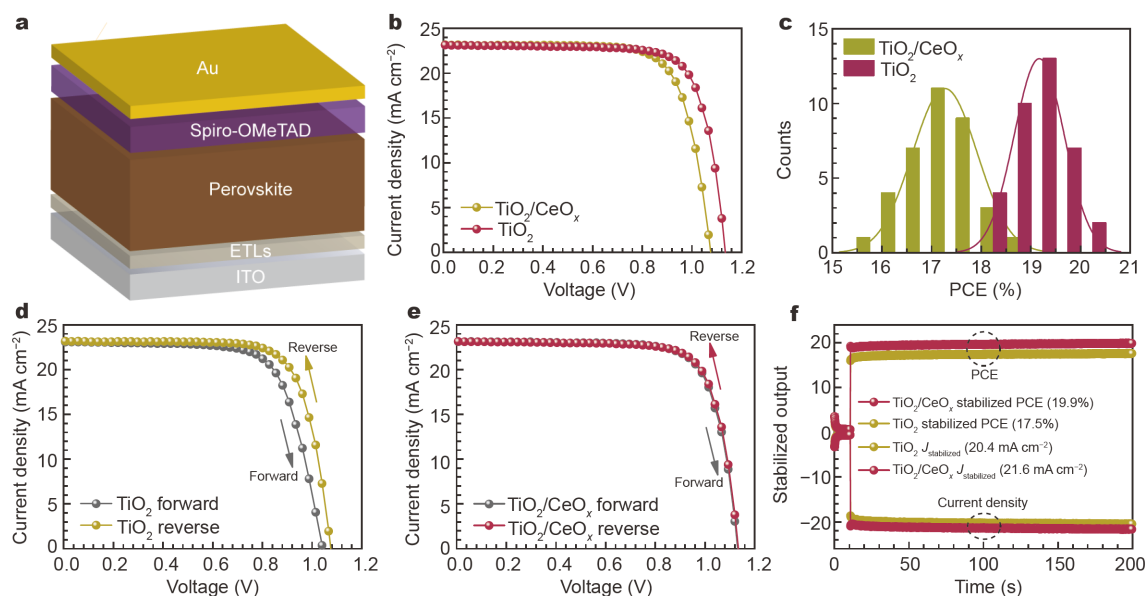 a
Au
Spiro-OMeTAD
Perovskite
ETLs
ITO
b
Current density (mA cm⁻²)
25
20
15
10
5
0
TiO₂/CeOₓ
TiO₂
0.0 0.2 0.4 0.6 0.8 1.0 1.2
Voltage (V)
c
Counts
15
10
5
0
TiO₂/CeOₓ
TiO₂
15 16 17 18 19 20 21
PCE (%)
d
Current density (mA cm⁻²)
25
20
15
10
5
0
Reverse
Forward
TiO₂ forward
TiO₂ reverse
0.0 0.2 0.4 0.6 0.8 1.0 1.2
Voltage (V)
e
Current density (mA cm⁻²)
25
20
15
10
5
0
Reverse
Forward
TiO₂/CeOₓ forward
TiO₂/CeOₓ reverse
0.0 0.2 0.4 0.6 0.8 1.0 1.2
Voltage (V)
f
Stabilized output
20
10
0
−10
−20
PCE
TiO₂/CeOₓ stabilized PCE (19.9%)
TiO₂ stabilized PCE (17.5%)
TiO₂ J stabilized (20.4 mA cm⁻²)
TiO₂/CeOₓ J stabilized (21.6 mA cm⁻²)
Current density
0 50 100 150 200
Time (s)